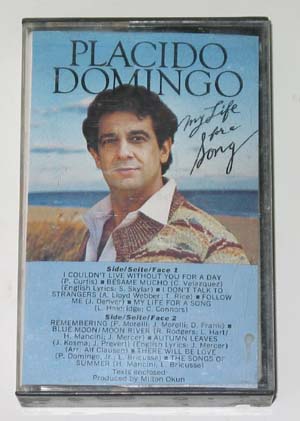 PLACIDO
DOMINGO
My Life
for a
Song
Side/Seite/Face 1
I COULDN'T LIVE WITHOUT YOU FOR A DAY
(P. Curtis) ■ BÉSAME MUCHO (C. Velazquez)
(English Lyrics: S. Skylar) ■ I DON'T TALK TO
STRANGERS (A. Lloyd Webber, T. Rice) ■ FOLLOW
ME (J. Denver) ■ MY LIFE FOR A SONG
(L. Holdridge, C. Connors)
Side/Seite/Face 2
REMEMBERING (P. Morelli, J. Morelli, D. Frank) ■
BLUE MOON/MOON RIVER (R. Rodgers, L. Hart/
H. Mancini, J. Mercer) ■ AUTUMN LEAVES
(J. Kosma, J. Prevert) (English Lyrics: J. Mercer)
(Arr: Alf Clausen) ■ THERE WILL BE LOVE
(P. Domingo, Jr., L. Bricusse) ■ THE SONGS OF
SUMMER (H. Mancini, L. Bricusse)
Texts enclosed
Produced by Milton Okun